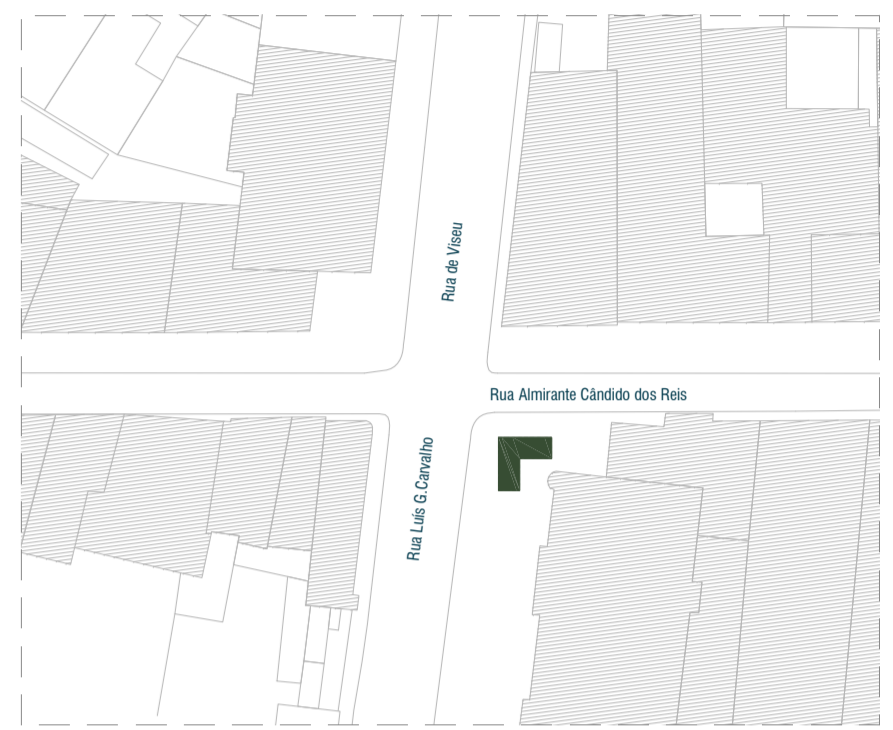 Rua de Viseu
Rua Almirante Cândido dos Reis
Rua Luís G.Carvalho